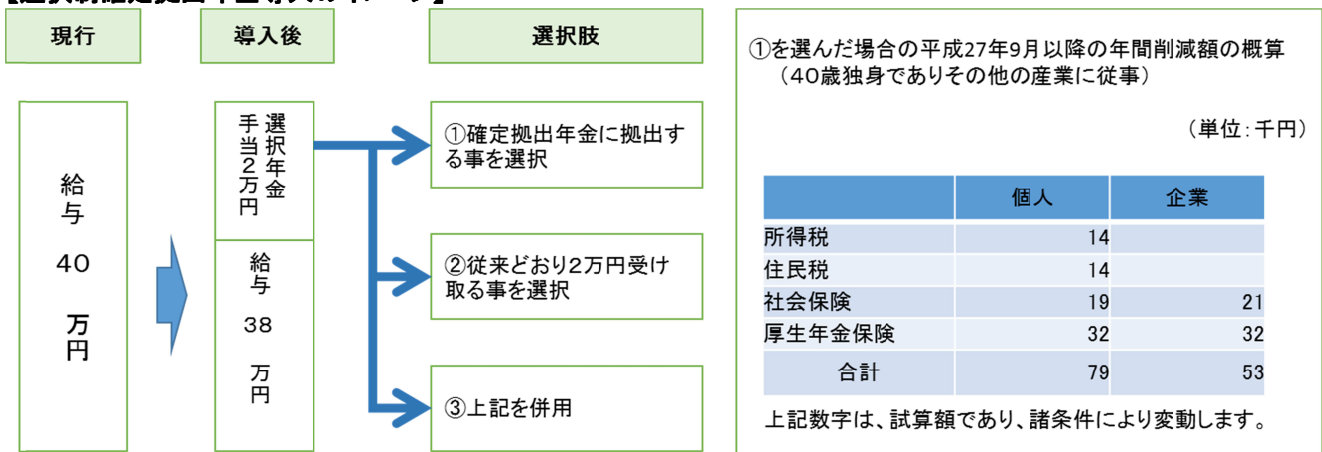 現行
導入後
選択肢
給与 40 万円
選択年金
手当2万円
給与 38 万円
①確定拠出年金に拠出す
る事を選択
②従来どおり2万円受け
取る事を選択
③上記を併用
①を選んだ場合の平成27年9月以降の年間削減額の概算
(40歳独身でありその他の産業に従事)
(単位:千円)
個人 企業
所得税 14
住民税 14
社会保険 19 21
厚生年金保険 32 32
合計 79 53
上記数字は、試算額であり、諸条件により変動します。